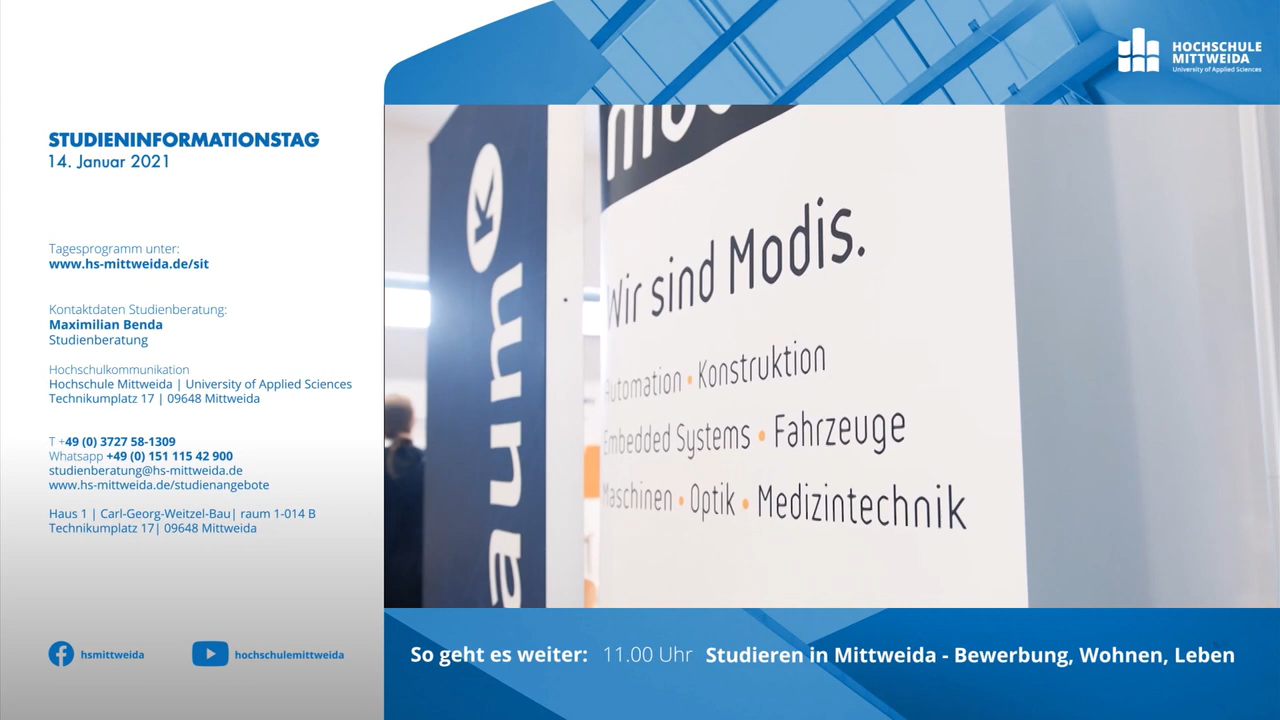 HOCHSCHULE
MITTWEIDA
University of Applied Sciences
STUDIENINFORMATIONSTAG
14. Januar 2021
Tagesprogramm unter:
www.hs-mittweida.de/sit
Kontaktdaten Studienberatung:
Maximilian Benda
Studienberatung
Hochschulkommunikation
Hochschule Mittweida | University of Applied Sciences
Technikumplatz 17 | 09648 Mittweida
T +49 (0) 3727 58-1309
Whatsapp +49 (0) 151 115 42 900
studienberatung@hs-mittweida.de
www.hs-mittweida.de/studienangebote
Haus 1 | Carl-Georg-Weitzel-Bau| raum 1-014 B
Technikumplatz 17| 09648 Mittweida
hsmittweida
hochschulemittweida
aum K
Wir sind Modis.
Automation • Konstruktion
Embedded Systems • Fahrzeuge
Maschinen • Optik • Medizintechnik
So geht es weiter: 11.00 Uhr Studieren in Mittweida - Bewerbung, Wohnen, Leben